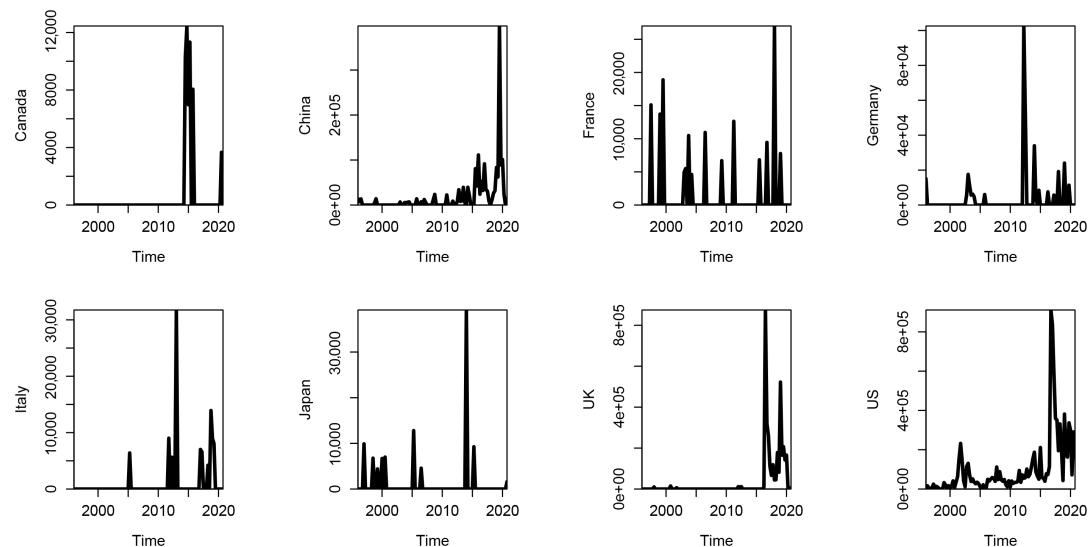 Canada
0 4000 8000 12,000
2000 2010 2020
Time
China
0e+00 2e+05
2000 2010 2020
Time
France
0 10,000 20,000
2000 2010 2020
Time
Germany
0e+00 4e+04 8e+04
2000 2010 2020
Time
Italy
0 10,000 20,000 30,000
2000 2010 2020
Time
Japan
0 10,000 30,000
2000 2010 2020
Time
UK
0e+00 4e+05 8e+05
2000 2010 2020
Time
US
0e+00 4e+05 8e+05
2000 2010 2020
Time